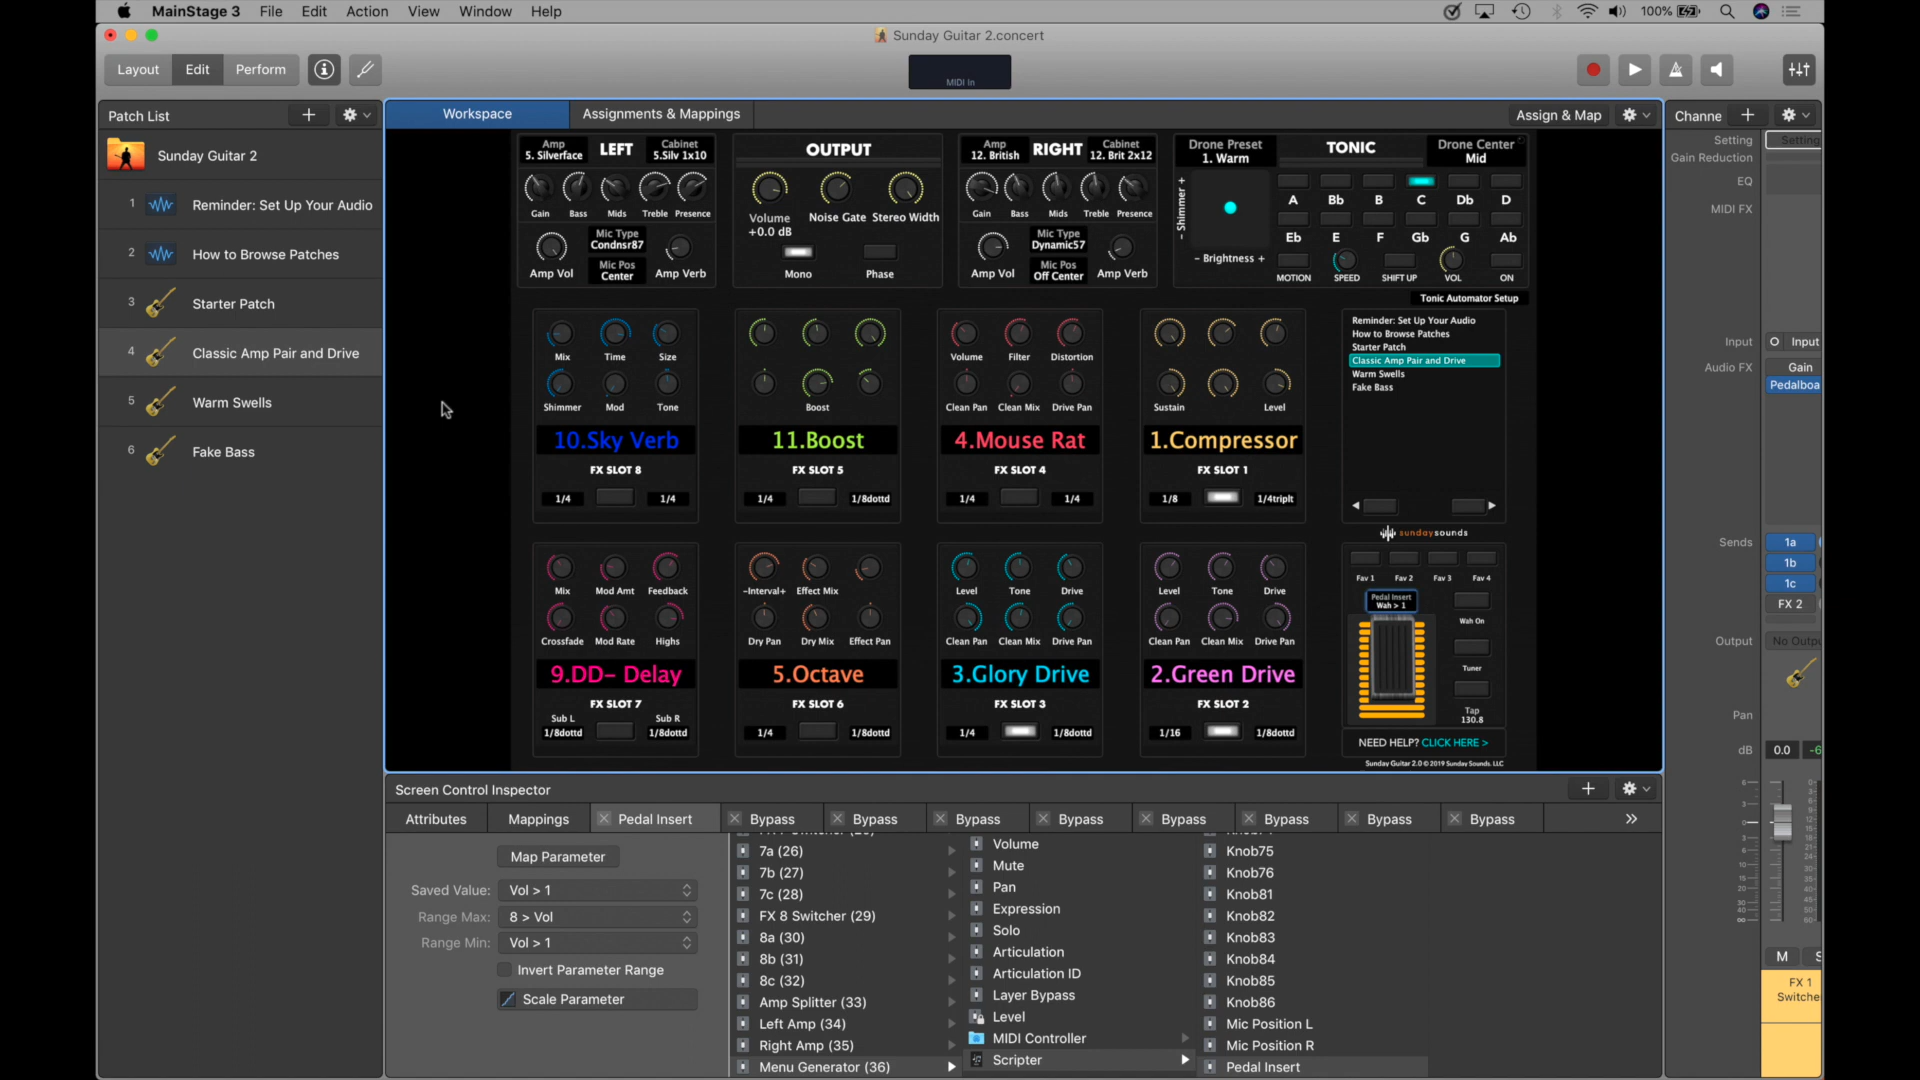 MainStage 3 File Edit Action View Window Help 100%
Sunday Guitar 2.concert
Layout Edit Perform
MIDI In
Patch List
Sunday Guitar 2
1 Reminder: Set Up Your Audio
2 How to Browse Patches
3 Starter Patch
4 Classic Amp Pair and Drive
5 Warm Swells
6 Fake Bass
Workspace Assignments & Mappings Assign & Map
Amp
5. Silverface
LEFT
Cabinet
5.Silv 1x10
Gain Bass Mids Treble Presence
Mic Type
Condnsr87
Mic Pos
Center
Amp Vol Amp Verb
OUTPUT
Volume Noise Gate Stereo Width
+0.0 dB
Mono Phase
Amp
12. British
RIGHT
Cabinet
12. Brit 2x12
Gain Bass Mids Treble Presence
Mic Type
Dynamic57
Mic Pos
Off Center
Amp Vol Amp Verb
Drone Preset
1. Warm
TONIC
Drone Center
Mid
- Shimmer +
- Brightness +
A Bb B C Db D
Eb E F Gb G Ab
MOTION SPEED SHIFT UP VOL ON
Tonic Automator Setup
Mix Time Size
Shimmer Mod Tone
10.Sky Verb
FX SLOT 8
1/4 1/4
Boost
11.Boost
FX SLOT 5
1/4 1/8dottd
Volume Filter Distortion
Clean Pan Clean Mix Drive Pan
4.Mouse Rat
FX SLOT 4
1/4 1/4
Sustain Level
1.Compressor
FX SLOT 1
1/8 1/4triplt
Reminder: Set Up Your Audio
How to Browse Patches
Starter Patch
Classic Amp Pair and Drive
Warm Swells
Fake Bass
sundaysounds
Mix Mod Amt Feedback
Crossfade Mod Rate Highs
9.DD- Delay
FX SLOT 7
Sub L Sub R
1/8dottd 1/8dottd
-Interval+ Effect Mix
Dry Pan Dry Mix Effect Pan
5.Octave
FX SLOT 6
1/4 1/8dottd
Level Tone Drive
Clean Pan Clean Mix Drive Pan
3.Glory Drive
FX SLOT 3
1/4 1/8dottd
Level Tone Drive
Clean Pan Clean Mix Drive Pan
2.Green Drive
FX SLOT 2
1/16 1/8dottd
Fav 1 Fav 2 Fav 3 Fav 4
Pedal Insert
Wah > 1
Wah On
Tuner
Tap
130.8
NEED HELP? CLICK HERE >
Sunday Guitar 2.0 © 2019 Sunday Sounds, LLC
Screen Control Inspector
Attributes Mappings Pedal Insert Bypass Bypass Bypass Bypass Bypass Bypass Bypass Bypass
Map Parameter
Saved Value: Vol > 1
Range Max: 8 > Vol
Range Min: Vol > 1
Invert Parameter Range
Scale Parameter
7a (26)
7b (27)
7c (28)
FX 8 Switcher (29)
8a (30)
8b (31)
8c (32)
Amp Splitter (33)
Left Amp (34)
Right Amp (35)
Menu Generator (36)
Volume
Mute
Pan
Expression
Solo
Articulation
Articulation ID
Layer Bypass
Level
MIDI Controller
Scripter
Knob75
Knob76
Knob81
Knob82
Knob83
Knob84
Knob85
Knob86
Mic Position L
Mic Position R
Pedal Insert
Channe
Setting Setting
Gain Reduction
EQ
MIDI FX
Input Input
Audio FX Gain
Pedalboa
Sends 1a
1b
1c
FX 2
Output No Outpu
Pan
dB 0.0 -6
M S
FX 1
Switche